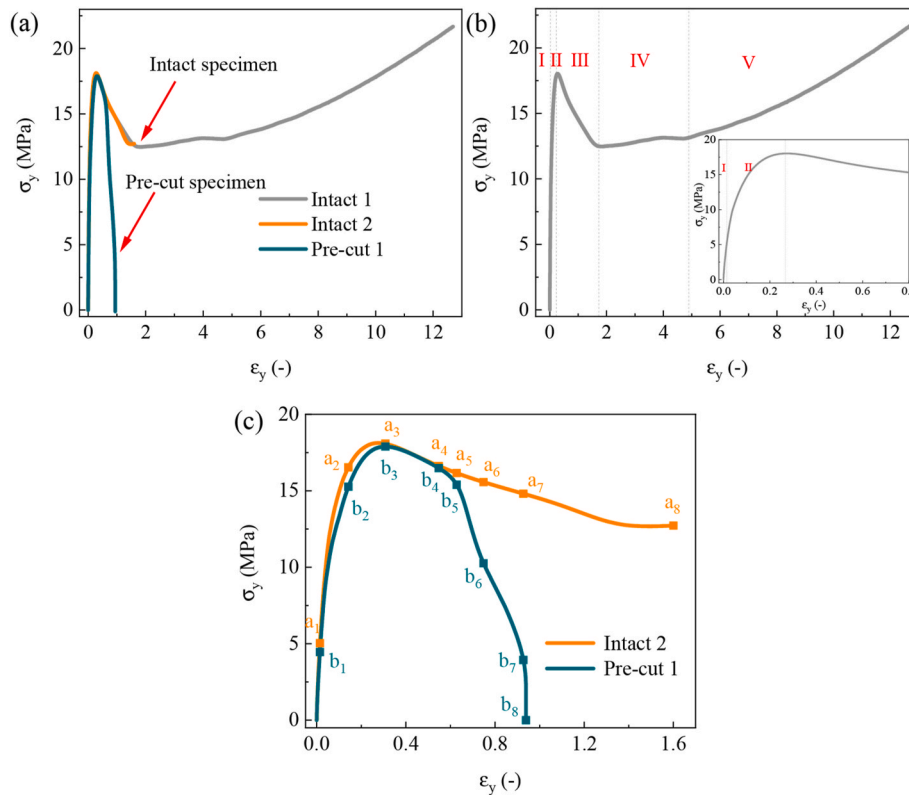 (a)
σy (MPa)
20
15
10
5
0
Intact specimen
Pre-cut specimen
Intact 1
Intact 2
Pre-cut 1
0 2 4 6 8 10 12
εy (-)
(b)
σy (MPa)
20
15
10
5
0
I II III IV V
σy (MPa)
20
15
10
5
0
I II
0.0 0.2 0.4 0.6 0.8
εy (-)
0 2 4 6 8 10 12
εy (-)
(c)
σy (MPa)
20
15
10
5
0
a1 a2 a3 a4 a5 a6 a7 a8
b1 b2 b3 b4 b5 b6 b7 b8
Intact 2
Pre-cut 1
0.0 0.4 0.8 1.2 1.6
εy (-)